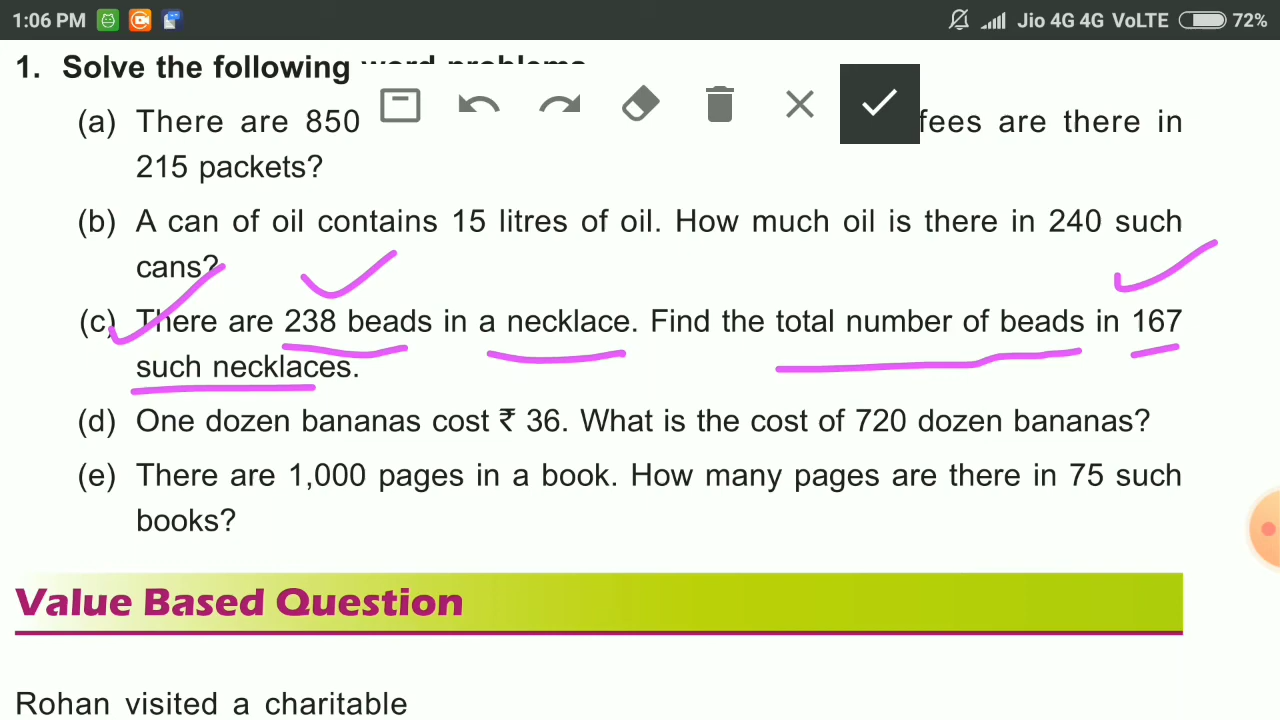 1:06 PM Jio 4G 4G VoLTE 72%
1. Solve the following word problems
(a) There are 850 fees are there in
215 packets?
(b) A can of oil contains 15 litres of oil. How much oil is there in 240 such
cans?
(c) There are 238 beads in a necklace. Find the total number of beads in 167
such necklaces.
(d) One dozen bananas cost ₹ 36. What is the cost of 720 dozen bananas?
(e) There are 1,000 pages in a book. How many pages are there in 75 such
books?
Value Based Question
Rohan visited a charitable